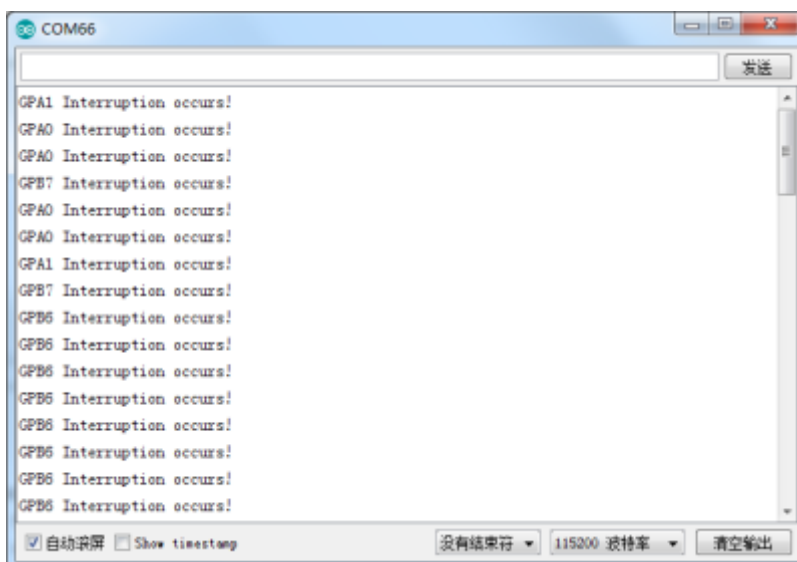 COM66
发送
GPA1 Interruption occurs!
GPA0 Interruption occurs!
GPA0 Interruption occurs!
GPB7 Interruption occurs!
GPA0 Interruption occurs!
GPA0 Interruption occurs!
GPA1 Interruption occurs!
GPB7 Interruption occurs!
GPB6 Interruption occurs!
GPB6 Interruption occurs!
GPB6 Interruption occurs!
GPB6 Interruption occurs!
GPB6 Interruption occurs!
GPB6 Interruption occurs!
GPB6 Interruption occurs!
GPB6 Interruption occurs!
自动滚屏 Show timestamp 没有结束符 115200 波特率 清空输出